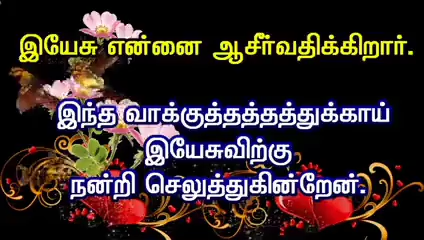 இயேசு என்னை ஆசீர்வதிக்கிறார்.
இந்த வாக்குத்தத்தத்துக்காய்
இயேசுவிற்கு
நன்றி செலுத்துகின்றேன்.